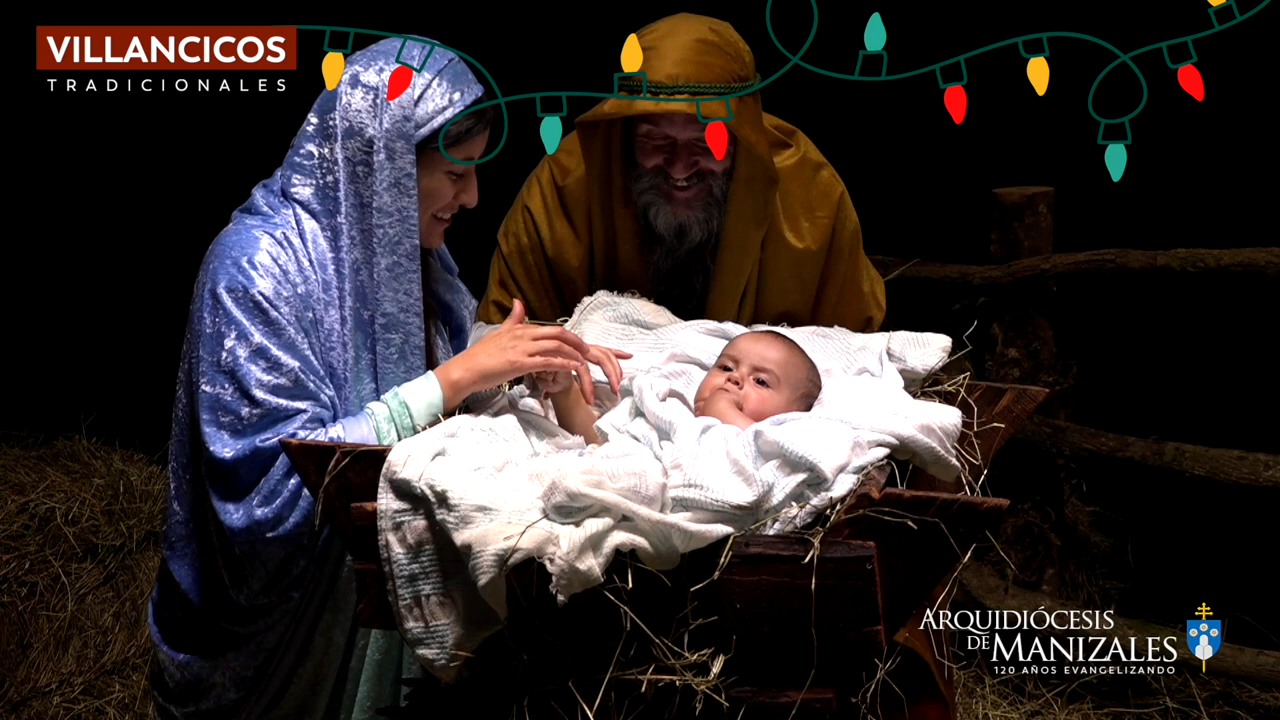 VILLANCICOS
TRADICIONALES
ARQUIDIÓCESIS
DE MANIZALES
120 AÑOS EVANGELIZANDO